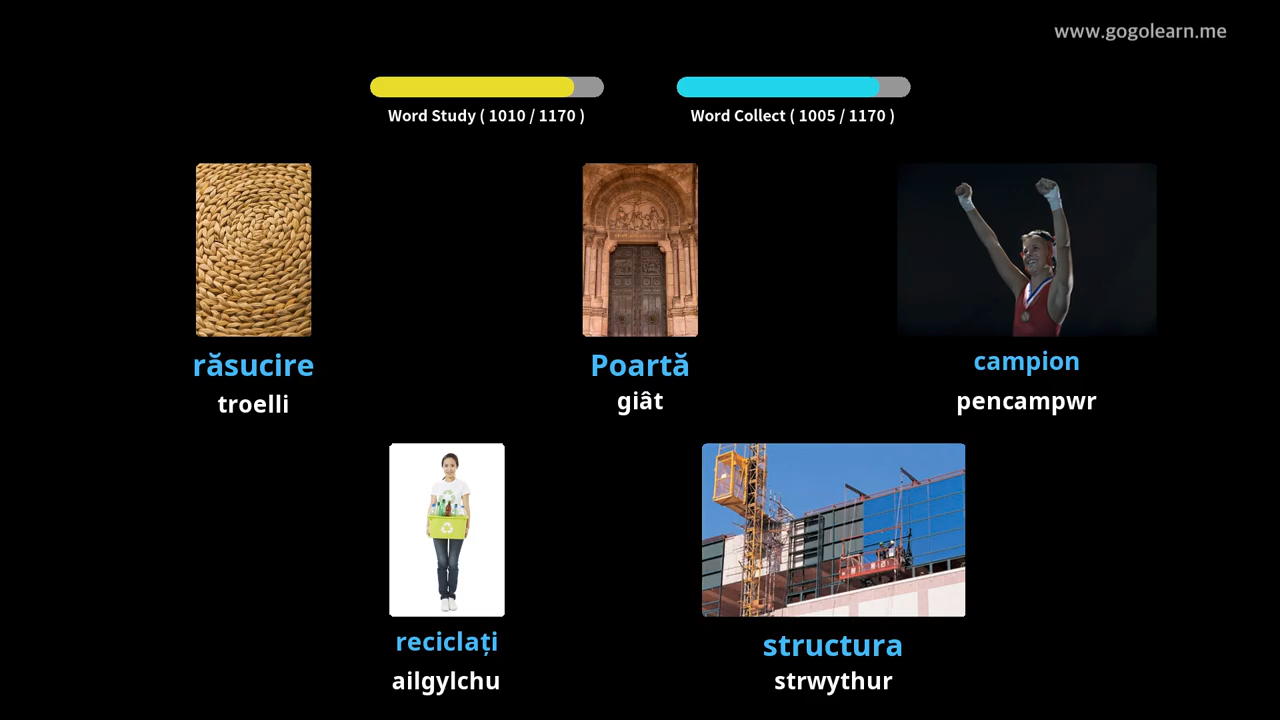 www.gogolearn.me
Word Study ( 1010 / 1170 )
Word Collect ( 1005 / 1170 )
răsucire
troelli
Poartă
giât
campion
pencampwr
reciclați
ailgylchu
structura
strwythur